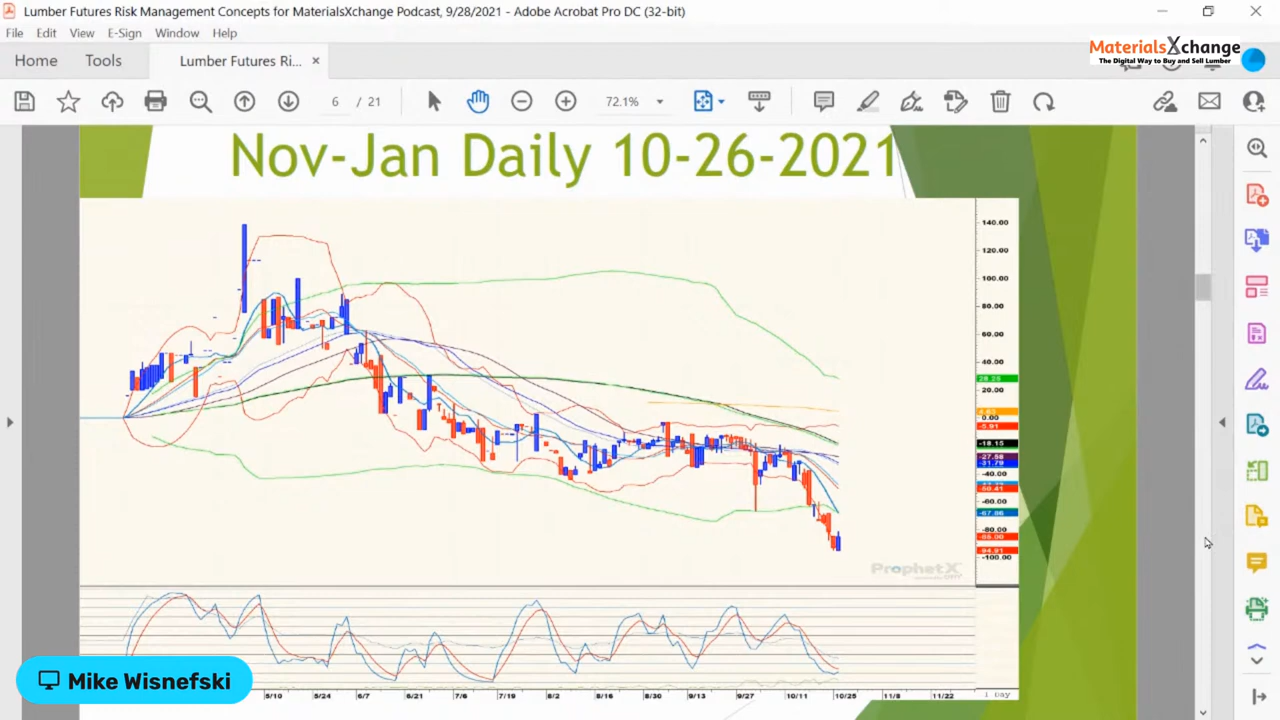 Lumber Futures Risk Management Concepts for MaterialsXchange Podcast, 9/28/2021 - Adobe Acrobat Pro DC (32-bit)
File Edit View E-Sign Window Help
MaterialsXchange
The Digital Way to Buy and Sell Lumber
Home Tools Lumber Futures Ri... ×
6 / 21 72.1%
Nov-Jan Daily 10-26-2021
140.00
120.00
100.00
80.00
60.00
40.00
28.25
20.00
4.63
0.00
-5.91
-18.15
-27.58
-31.79
-40.00
-50.41
-60.00
-67.86
-80.00
-85.00
-94.91
-100.00
ProphetX
5/10 5/24 6/7 6/21 7/6 7/19 8/2 8/16 8/30 9/13 9/27 10/11 10/25 11/8 11/22 1 Day
Mike Wisnefski